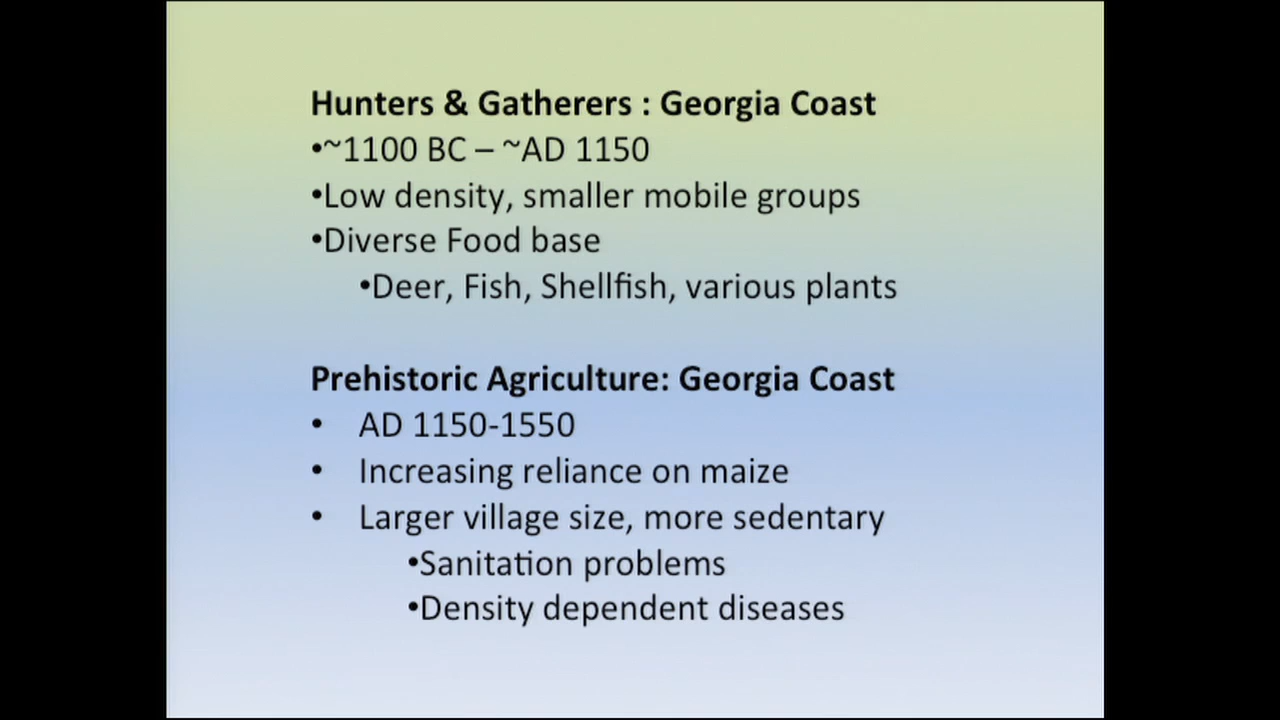 Hunters & Gatherers : Georgia Coast
•~1100 BC – ~AD 1150
•Low density, smaller mobile groups
•Diverse Food base
•Deer, Fish, Shellfish, various plants
Prehistoric Agriculture: Georgia Coast
• AD 1150-1550
• Increasing reliance on maize
• Larger village size, more sedentary
•Sanitation problems
•Density dependent diseases